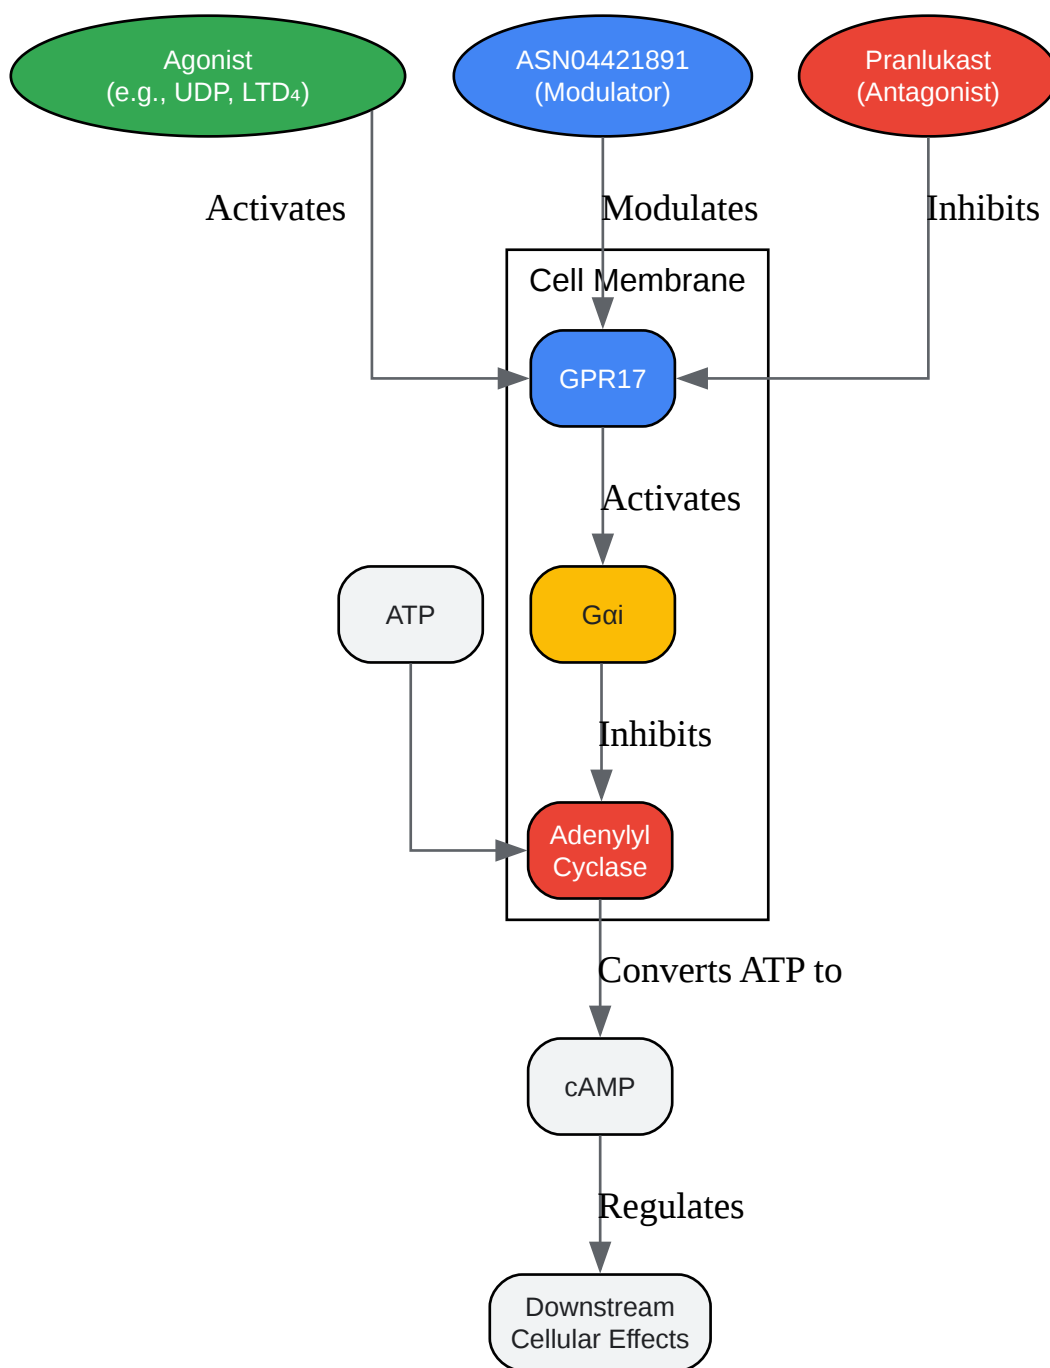 Agonist
(e.g., UDP, LTD₄)
ASN04421891
(Modulator)
Pranlukast
(Antagonist)
Activates
Modulates
Inhibits
Cell Membrane
GPR17
Activates
ATP
Gαi
Inhibits
Adenylyl
Cyclase
Converts ATP to
cAMP
Regulates
Downstream
Cellular Effects